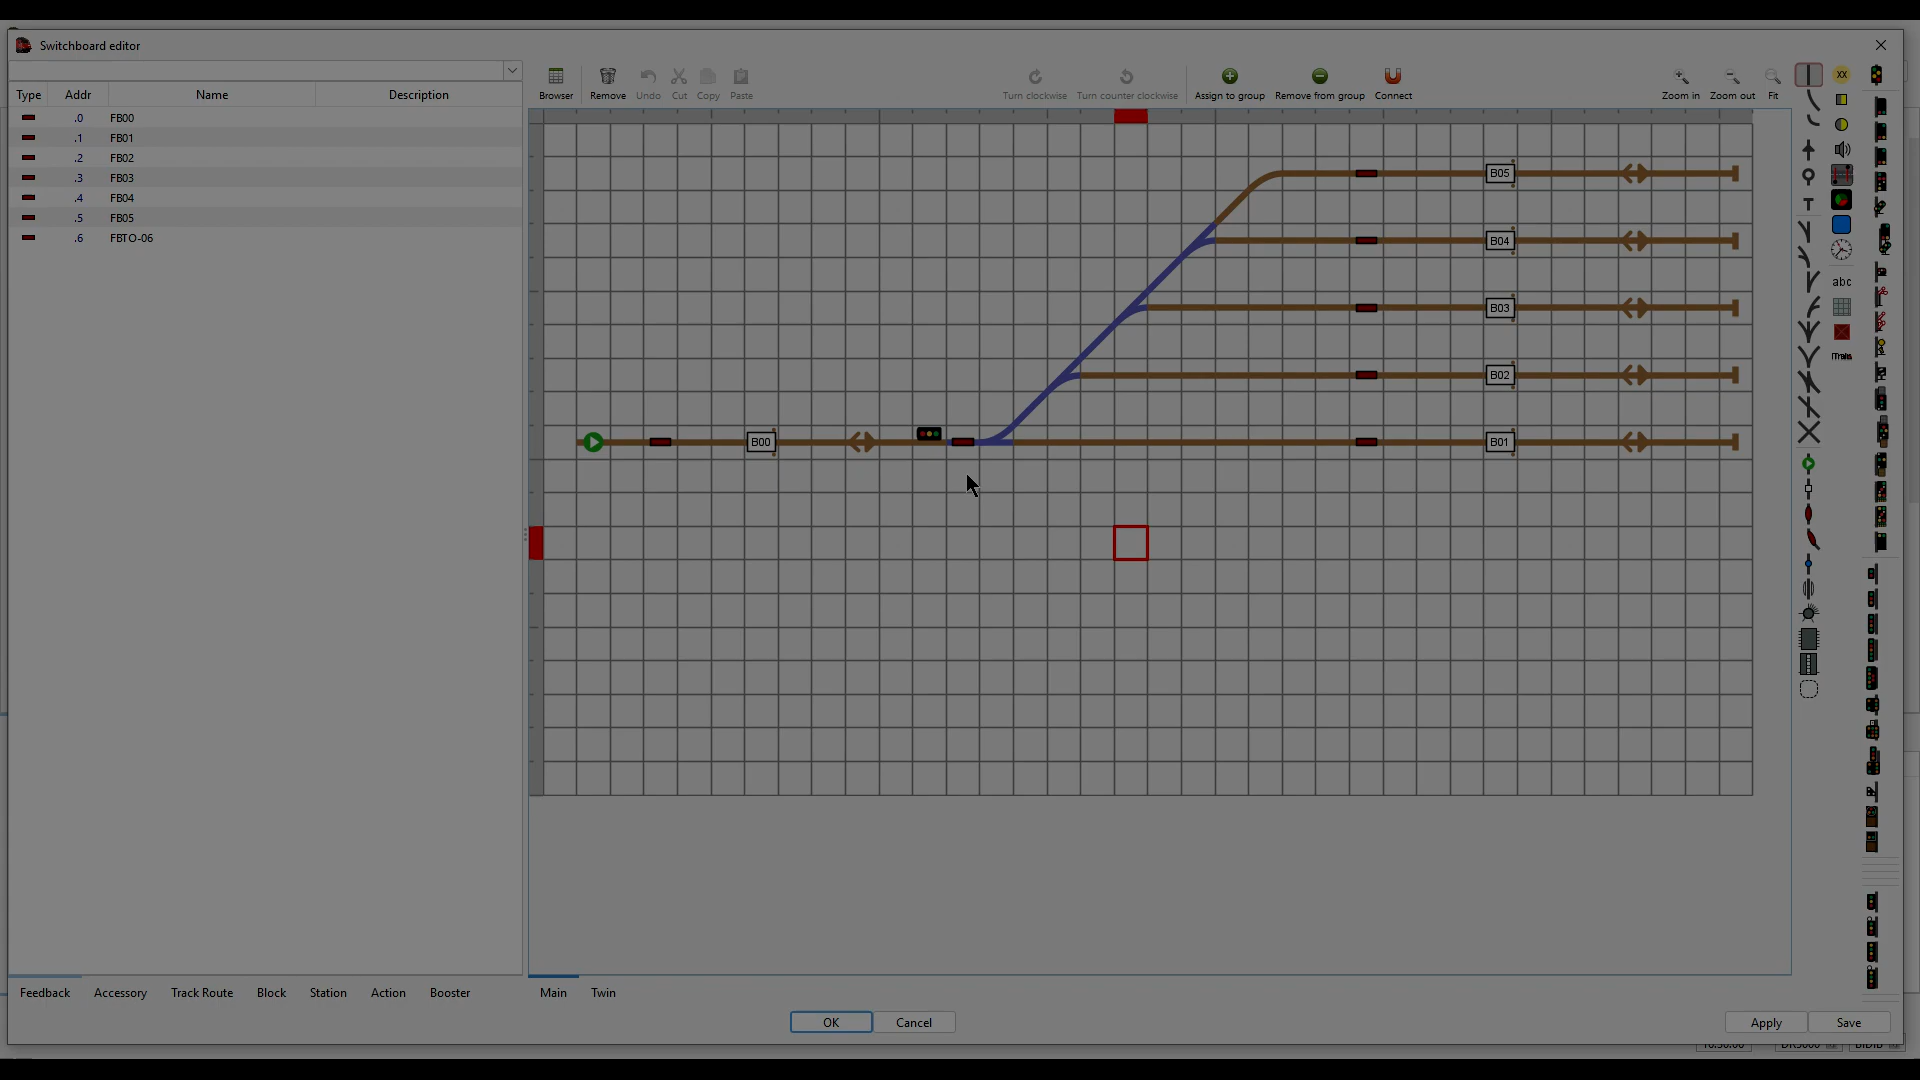 Switchboard editor
Browser Remove Undo Cut Copy Paste Turn clockwise Turn counter clockwise Assign to group Remove from group Connect Zoom in Zoom out Fit
Type Addr Name Description
.0 FB00
.1 FB01
.2 FB02
.3 FB03
.4 FB04
.5 FB05
.6 FBTO-06
B05
B04
B03
B02
B00
B01
XX
abc
Feedback Accessory Track Route Block Station Action Booster
Main Twin
OK Cancel Apply Save